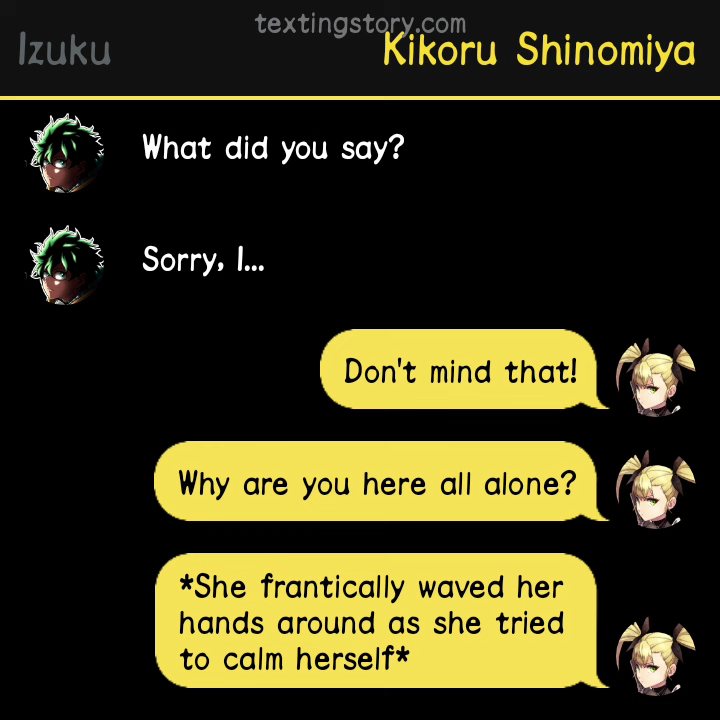 textingstory.com
Izuku
Kikoru Shinomiya
What did you say?
Sorry, I...
Don't mind that!
Why are you here all alone?
*She frantically waved her
hands around as she tried
to calm herself*